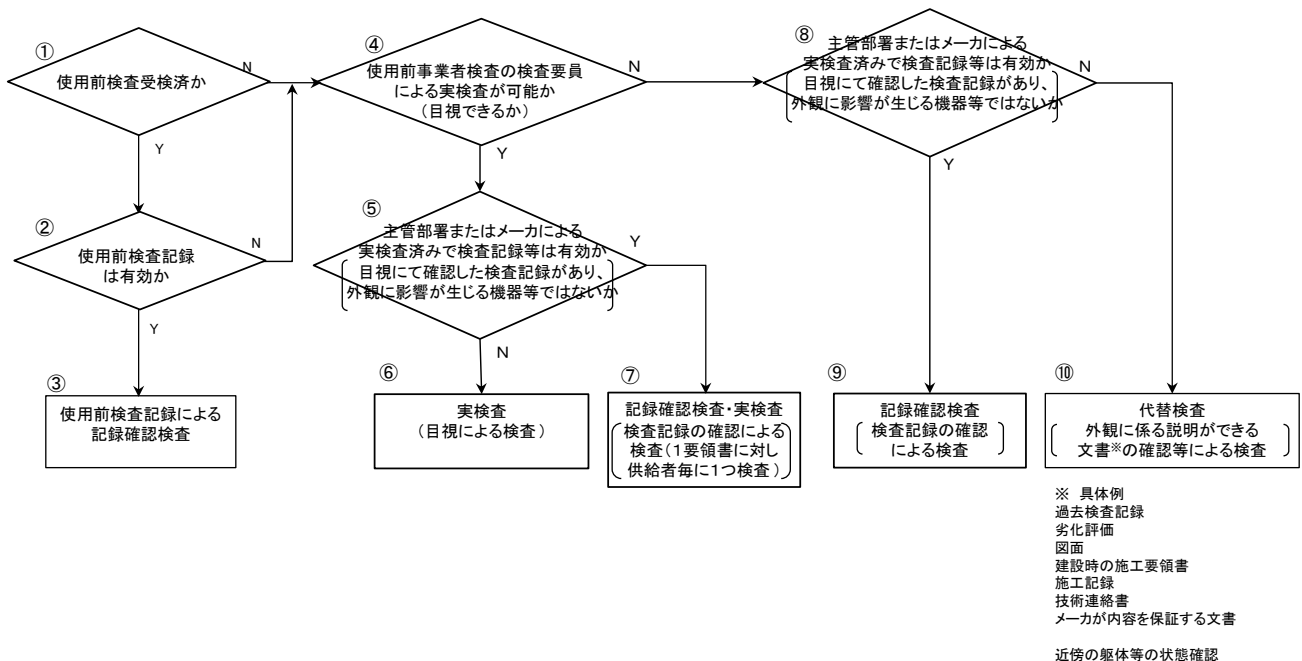 ①
使用前検査受検済か
N
Y
②
使用前検査記録
は有効か
N
Y
③
使用前検査記録による
記録確認検査
④
使用前事業者検査の検査要員
による実検査が可能か
(目視できるか)
N
Y
⑤
主管部署またはメーカによる
実検査済みで検査記録等は有効か
目視にて確認した検査記録があり、
外観に影響が生じる機器等ではないか
Y
N
⑥
実検査
(目視による検査)
⑦
記録確認検査・実検査
検査記録の確認による
検査(1要領書に対し
供給者毎に1つ検査)
⑧
主管部署またはメーカによる
実検査済みで検査記録等は有効か
目視にて確認した検査記録があり、
外観に影響が生じる機器等ではないか
N
Y
⑨
記録確認検査
検査記録の確認
による検査
⑩
代替検査
外観に係る説明ができる
文書※の確認等による検査
※ 具体例
過去検査記録
劣化評価
図面
建設時の施工要領書
施工記録
技術連絡書
メーカが内容を保証する文書
近傍の躯体等の状態確認